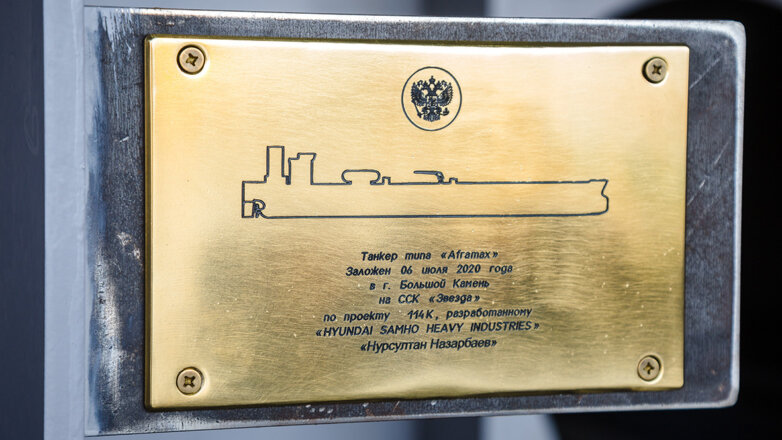 Танкер типа «Aframax»
Заложен 06 июля 2020 года
в г. Большой Камень
на ССК «Звезда»
по проекту 114К, разработанному
«HYUNDAI SAMHO HEAVY INDUSTRIES»
«Нурсултан Назарбаев»